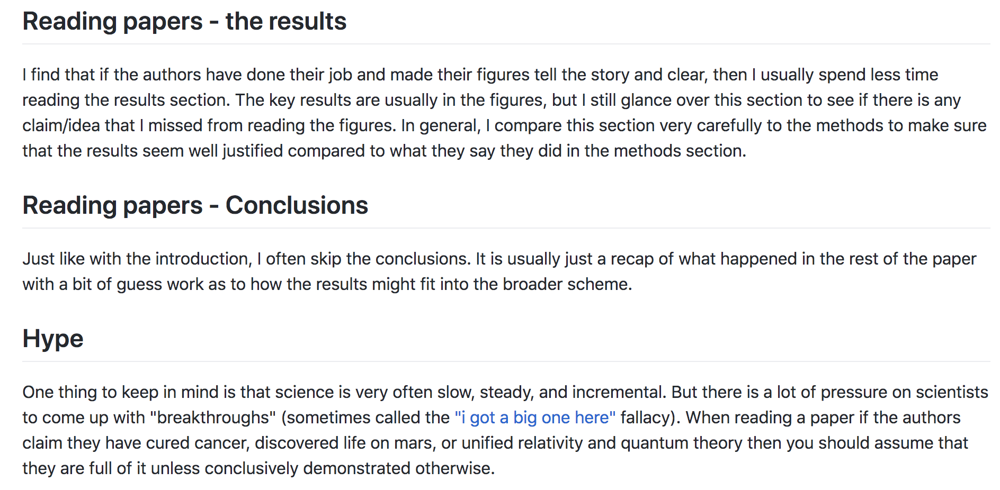 Reading papers - the results
I find that if the authors have done their job and made their figures tell the story and clear, then I usually spend less time
reading the results section. The key results are usually in the figures, but I still glance over this section to see if there is any
claim/idea that I missed from reading the figures. In general, I compare this section very carefully to the methods to make sure
that the results seem well justified compared to what they say they did in the methods section.
Reading papers - Conclusions
Just like with the introduction, I often skip the conclusions. It is usually just a recap of what happened in the rest of the paper
with a bit of guess work as to how the results might fit into the broader scheme.
Hype
One thing to keep in mind is that science is very often slow, steady, and incremental. But there is a lot of pressure on scientists
to come up with "breakthroughs" (sometimes called the "i got a big one here" fallacy). When reading a paper if the authors
claim they have cured cancer, discovered life on mars, or unified relativity and quantum theory then you should assume that
they are full of it unless conclusively demonstrated otherwise.